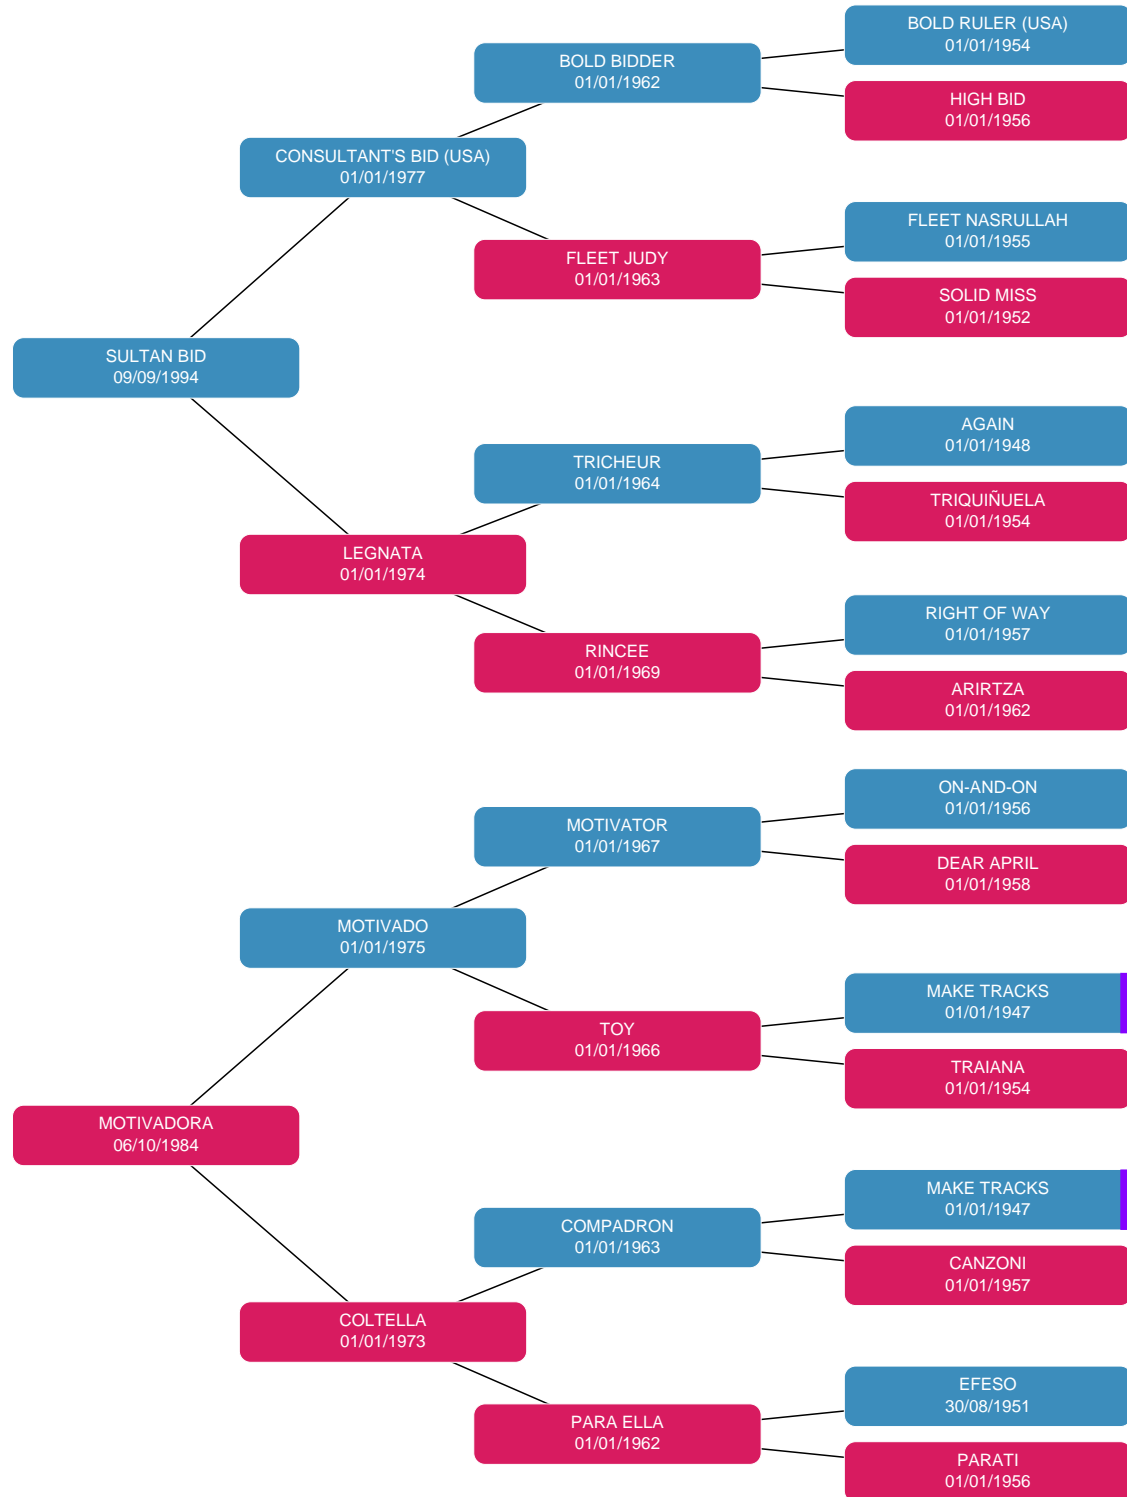 BOLD RULER (USA)
01/01/1954
BOLD BIDDER
01/01/1962
HIGH BID
01/01/1956
CONSULTANT'S BID (USA)
01/01/1977
FLEET NASRULLAH
01/01/1955
FLEET JUDY
01/01/1963
SOLID MISS
01/01/1952
SULTAN BID
09/09/1994
AGAIN
01/01/1948
TRICHEUR
01/01/1964
TRIQUIÑUELA
01/01/1954
LEGNATA
01/01/1974
RIGHT OF WAY
01/01/1957
RINCEE
01/01/1969
ARIRTZA
01/01/1962
ON-AND-ON
01/01/1956
MOTIVATOR
01/01/1967
DEAR APRIL
01/01/1958
MOTIVADO
01/01/1975
MAKE TRACKS
01/01/1947
TOY
01/01/1966
TRAIANA
01/01/1954
MOTIVADORA
06/10/1984
MAKE TRACKS
01/01/1947
COMPADRON
01/01/1963
CANZONI
01/01/1957
COLTELLA
01/01/1973
EFESO
30/08/1951
PARA ELLA
01/01/1962
PARATI
01/01/1956